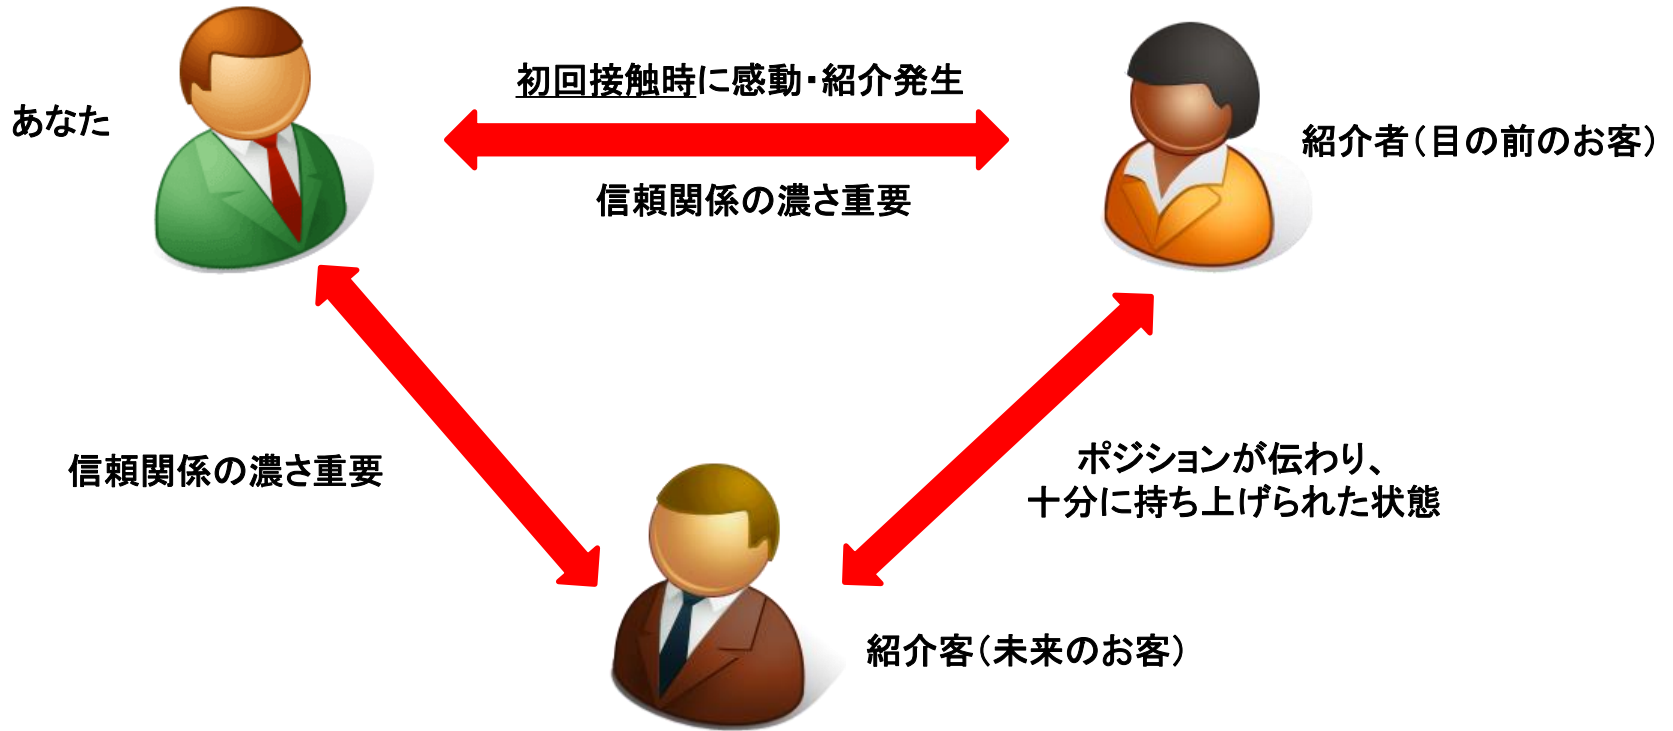 初回接触時に感動・紹介発生
あなた
紹介者（目の前のお客）
信頼関係の濃さ重要
信頼関係の濃さ重要
ポジションが伝わり、
十分に持ち上げられた状態
紹介客（未来のお客）